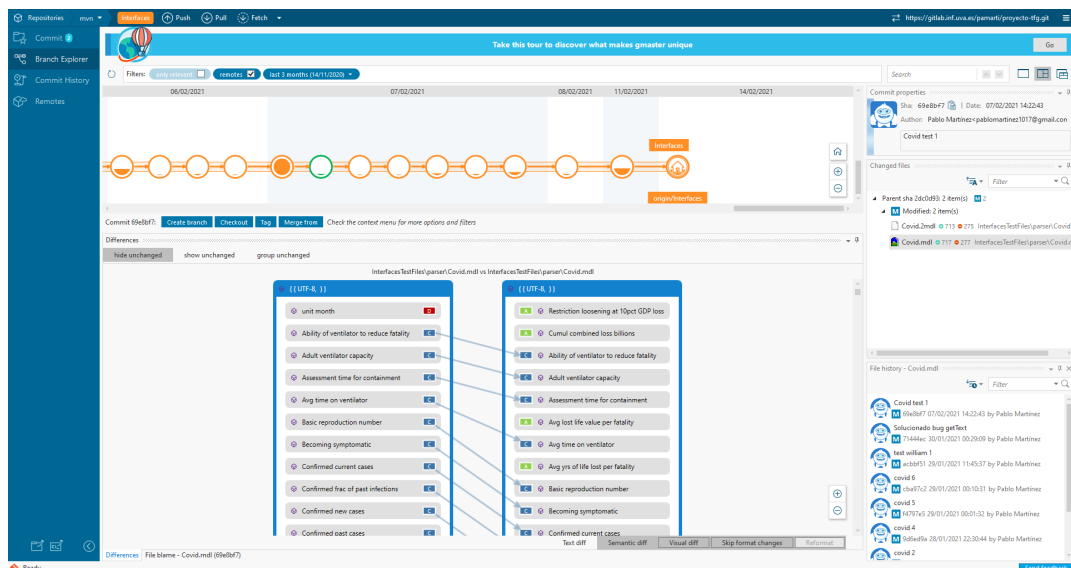 Repositories mvn Interfaces Push Pull Fetch https://gitlab.inf.uva.es/pamarti/proyecto-tfg.git
Commit 2
Branch Explorer
Commit History
Remotes
Take this tour to discover what makes gmaster unique
Go
Filters: only relevant remotes last 3 months (14/11/2020)
Search
06/02/2021 07/02/2021 08/02/2021 11/02/2021 14/02/2021
Interfaces
origin/Interfaces
Commit 69e8bf7: Create branch Checkout Tag Merge from Check the context menu for more options and filters
Differences
hide unchanged show unchanged group unchanged
InterfacesTestFiles\parser\Covid.mdl vs InterfacesTestFiles\parser\Covid.mdl
{{UTF-8, }}
unit month D
Ability of ventilator to reduce fatality C
Adult ventilator capacity C
Assessment time for containment C
Avg time on ventilator C
Basic reproduction number C
Becoming symptomatic C
Confirmed current cases C
Confirmed frac of past infections C
Confirmed new cases C
Confirmed past cases C
{{UTF-8, }}
A Restriction loosening at 10pct GDP loss
A Cumul combined loss billions
C Ability of ventilator to reduce fatality
C Adult ventilator capacity
C Assessment time for containment
A Avg lost life value per fatality
C Avg time on ventilator
A Avg yrs of life lost per fatality
C Basic reproduction number
C Becoming symptomatic
C Confirmed current cases
Text diff Semantic diff Visual diff Skip format changes Reformat
Differences File blame - Covid.mdl (69e8bf7)
Commit properties
Sha: 69e8bf7 | Date: 07/02/2021 14:22:43
Author: Pablo Martínez<pablomartinez1017@gmail.con
Covid test 1
Changed files
Filter
Parent sha 2dc0d93: 2 item(s) M 2
M Modified: 2 item(s)
Covid.2mdl 713 275 InterfacesTestFiles\parser\Covid
Covid.mdl 717 277 InterfacesTestFiles\parser\Covid.
File history - Covid.mdl
Filter
Covid test 1
M 69e8bf7 07/02/2021 14:22:43 by Pablo Martínez
Solucionado bug getText
M 71444ec 30/01/2021 00:29:09 by Pablo Martínez
test william 1
M acbbf51 29/01/2021 11:45:37 by Pablo Martínez
covid 6
M cba97c2 29/01/2021 00:10:31 by Pablo Martínez
covid 5
M f4797e5 29/01/2021 00:01:32 by Pablo Martínez
covid 4
M 9d6ed9a 28/01/2021 22:30:44 by Pablo Martínez
covid 2
Ready
Send feedback